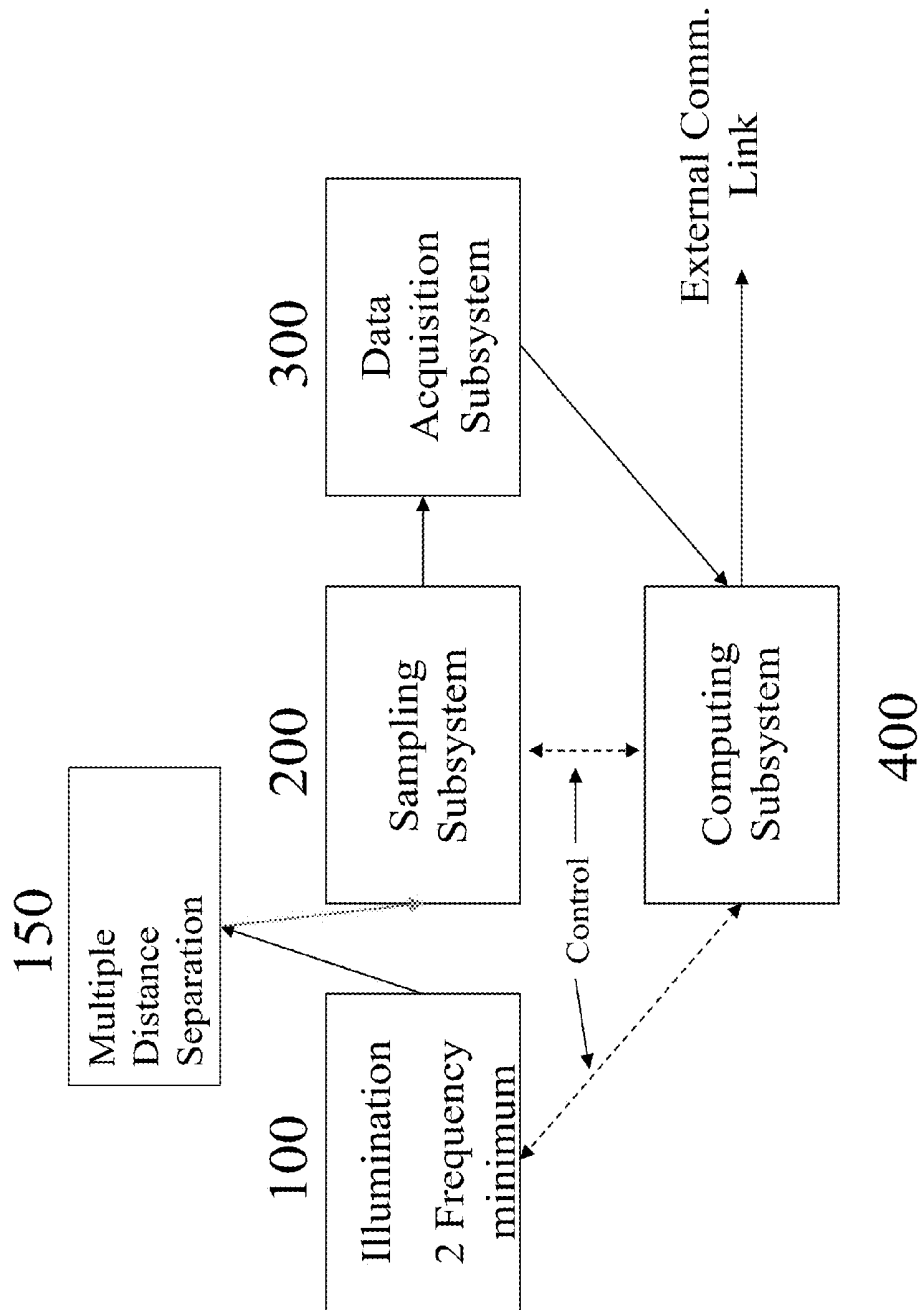 150
Multiple
Distance
Separation
100
Illumination
2 Frequency
minimum
200
Sampling
Subsystem
300
Data
Acquisition
Subsystem
Control
Computing
Subsystem
400
External Comm.
Link